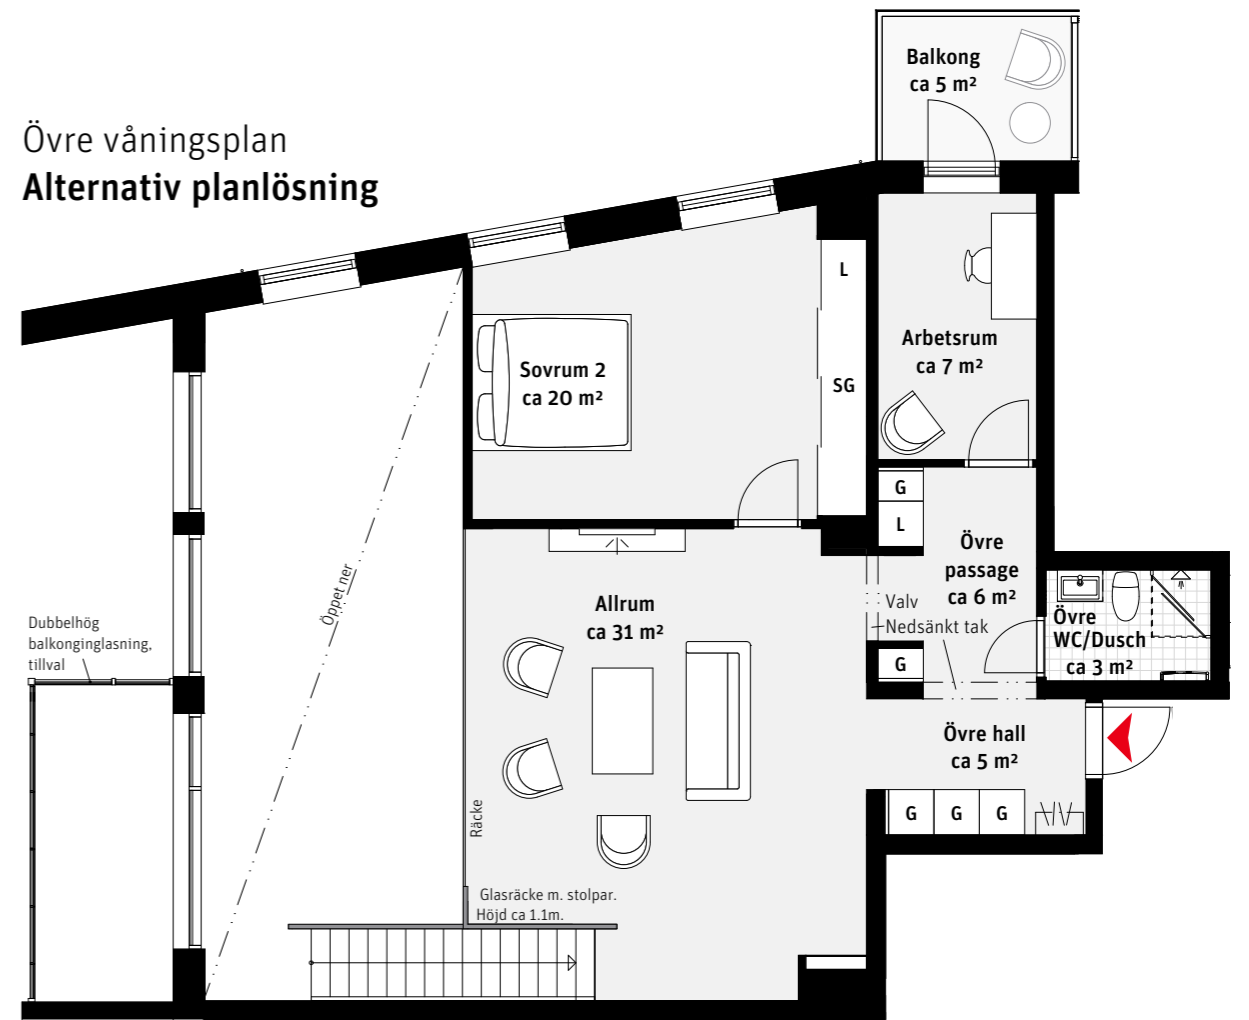 Övre våningsplan
Alternativ planlösning
Balkong
ca 5 m²
L
SG
Sovrum 2
ca 20 m²
Arbetsrum
ca 7 m²
G
L
Övre
passage
ca 6 m²
Öppet ner
Allrum
ca 31 m²
Valv
Nedsänkt tak
Övre
WC/Dusch
ca 3 m²
G
Dubbelhög
balkonginglasning,
tillval
Övre hall
ca 5 m²
G
G
G
Räcke
Glasräcke m. stolpar.
Höjd ca 1.1m.